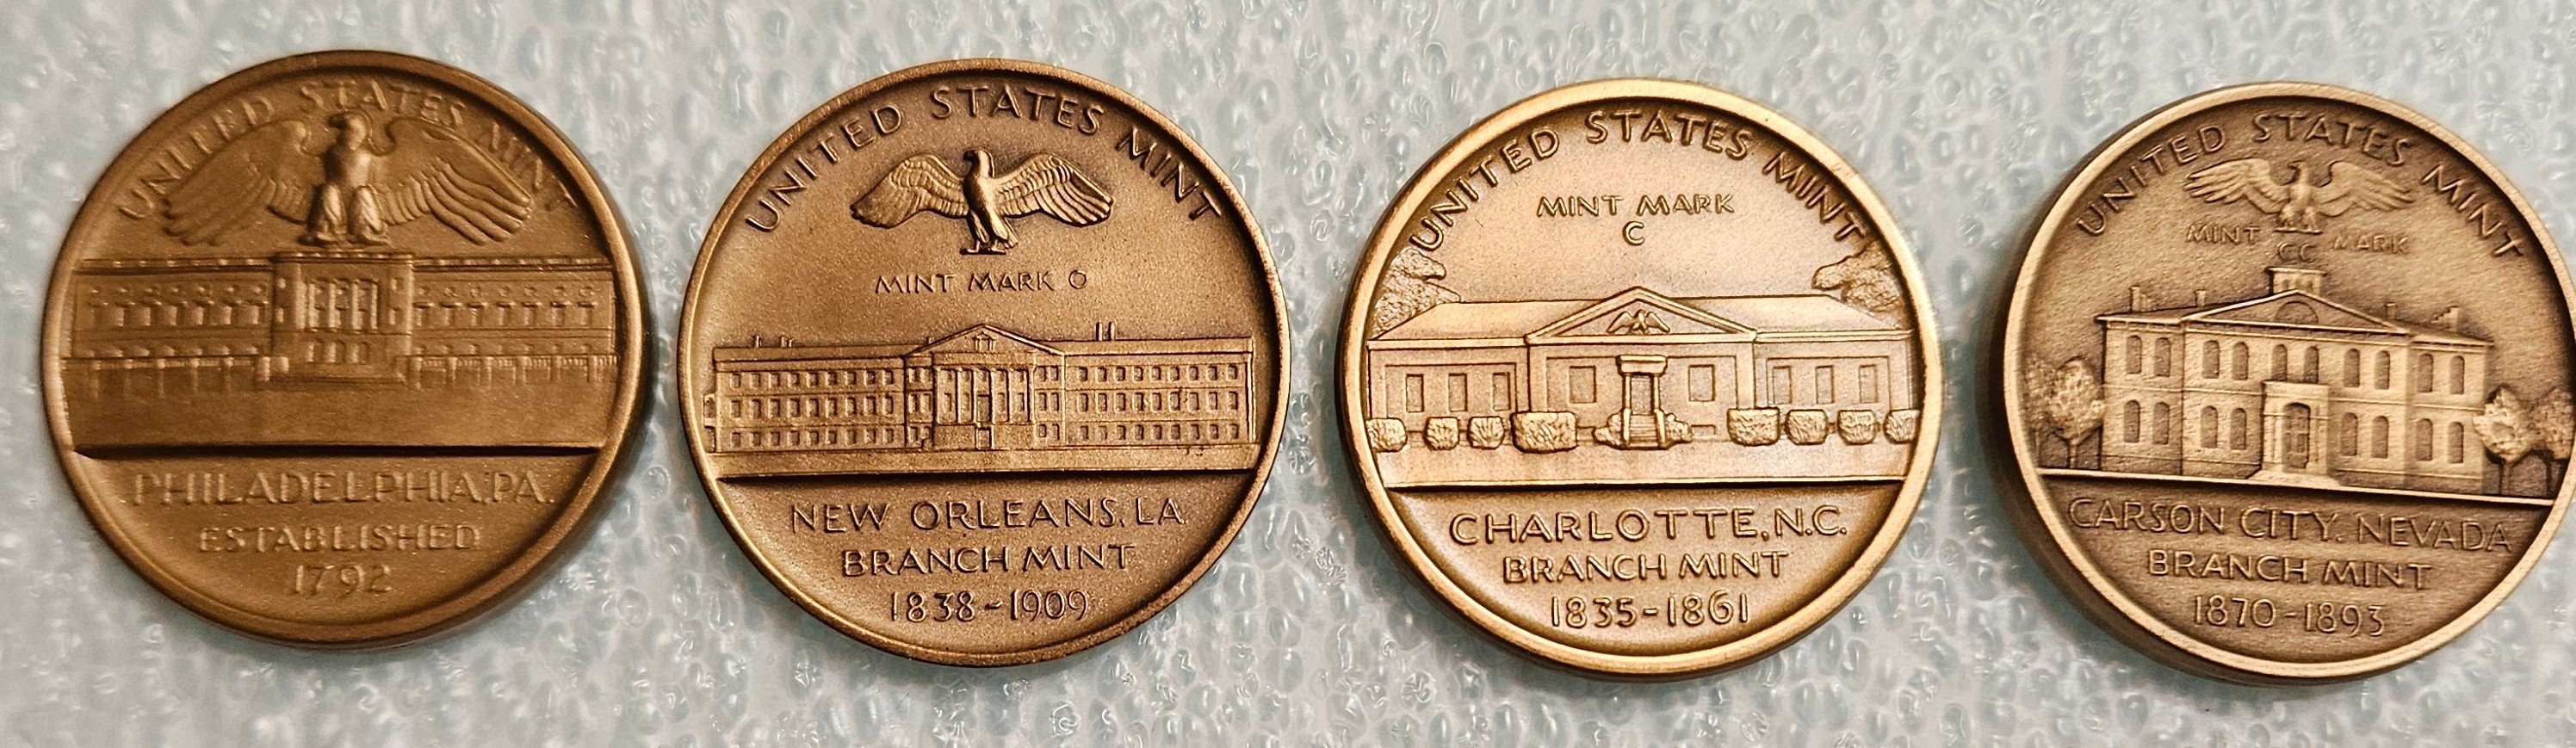 UNITED STATES MINT
PHILADELPHIA, PA.
ESTABLISHED
1792
UNITED STATES MINT
MINT MARK O
NEW ORLEANS, LA.
BRANCH MINT
1838-1909
UNITED STATES MINT
MINT MARK
C
CHARLOTTE, N.C.
BRANCH MINT
1835-1861
UNITED STATES MINT
MINT MARK
CC
CARSON CITY, NEVADA
BRANCH MINT
1870-1893